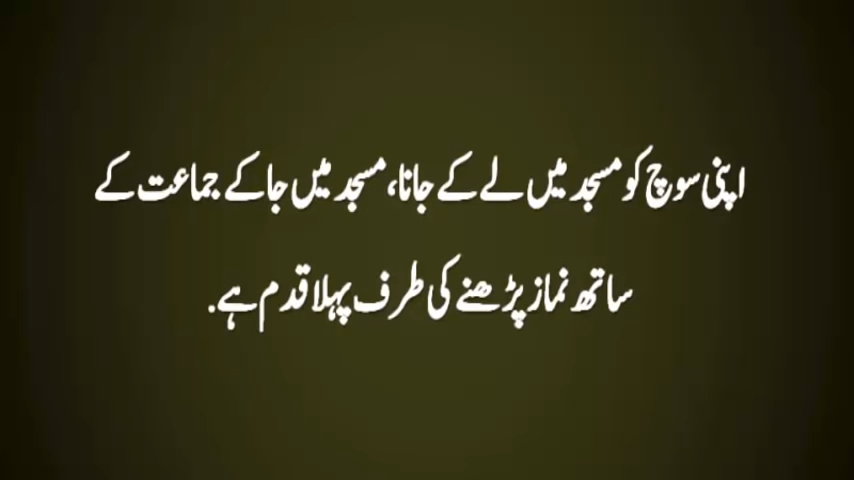 اپنی سوچ کو مسجد میں لے کے جانا، مسجد میں جا کے جماعت کے
ساتھ نماز پڑھنے کی طرف پہلا قدم ہے.